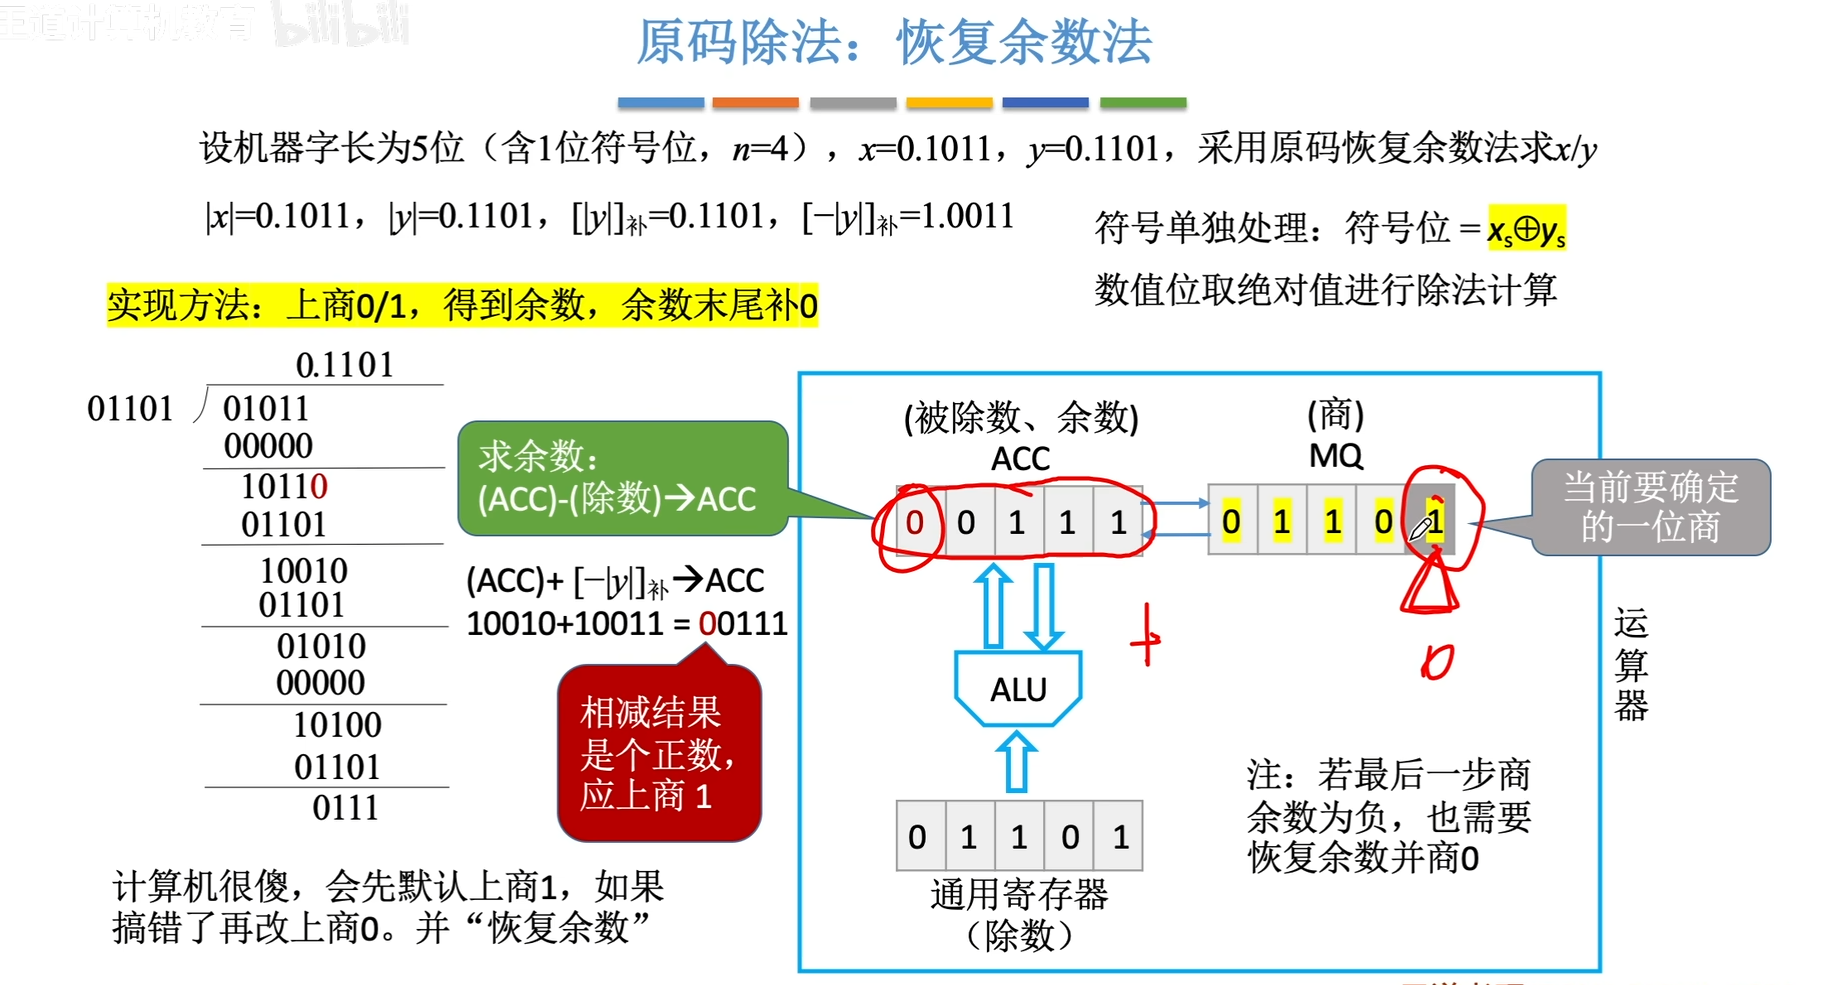 王道计算机教育 bilibili
原码除法：恢复余数法
设机器字长为5位（含1位符号位，n=4），x=0.1011，y=0.1101，采用原码恢复余数法求x/y
|x|=0.1011，|y|=0.1101，[|y|]补=0.1101，[−|y|]补=1.0011
符号单独处理：符号位 = xs⊕ys
数值位取绝对值进行除法计算
实现方法：上商0/1，得到余数，余数末尾补0
0.1101
01101 01011
00000
10110
01101
10010
01101
01010
00000
10100
01101
0111
求余数：
(ACC)-(除数)→ACC
(ACC)+ [−|y|]补→ACC
10010+10011 = 00111
相减结果
是个正数，
应上商 1
计算机很傻，会先默认上商1，如果
搞错了再改上商0。并“恢复余数”
(被除数、余数)
ACC
0 0 1 1 1
(商)
MQ
0 1 1 0 1
当前要确定
的一位商
ALU
+
0
0 1 1 0 1
通用寄存器
（除数）
注：若最后一步商
余数为负，也需要
恢复余数并商0
运
算
器